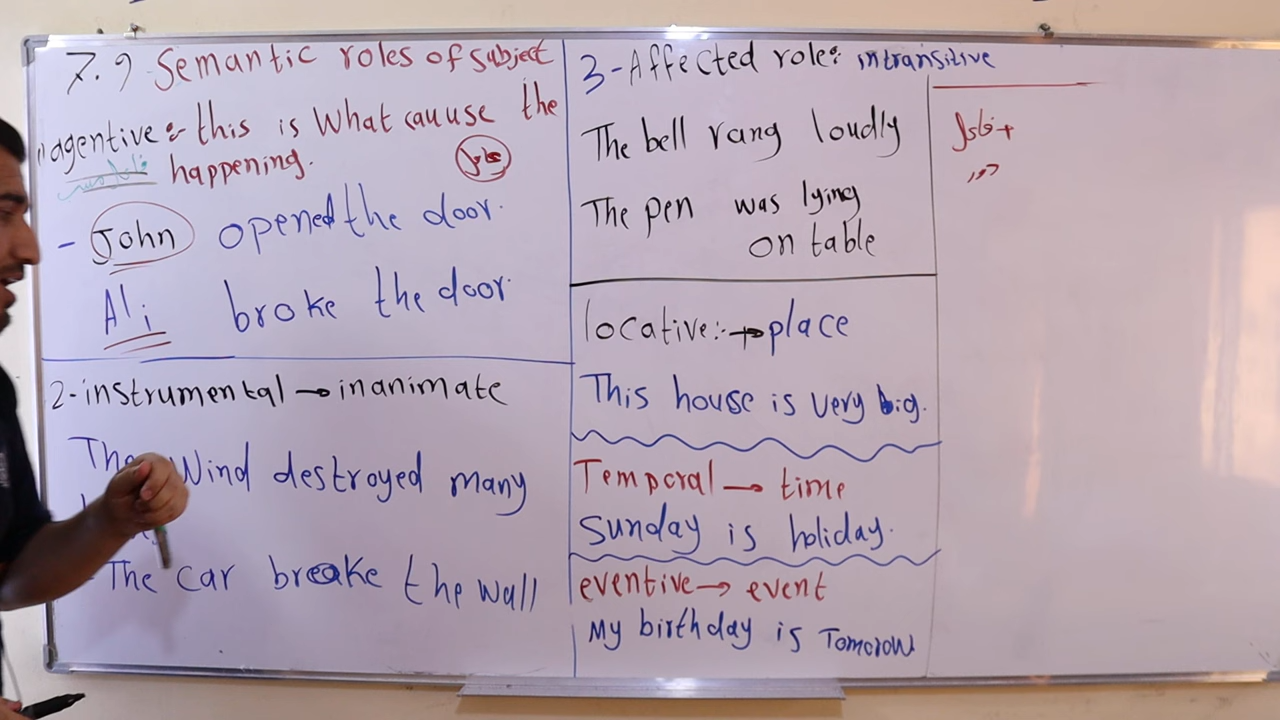 7.9 Semantic roles of subject
1) agentive:- this is what cauuse the
happening.
فاعل
- John opened the door.
Ali broke the door.
2-instrumental → inanimate
The wind destroyed many
- The car breake the wall
3-Affected role: intransitive
The bell rang loudly
The pen was lying
on table
locative:→ place
This house is very big.
Temporal → time
Sunday is holiday.
eventive → event
My birthday is Tomorow
فاعل +